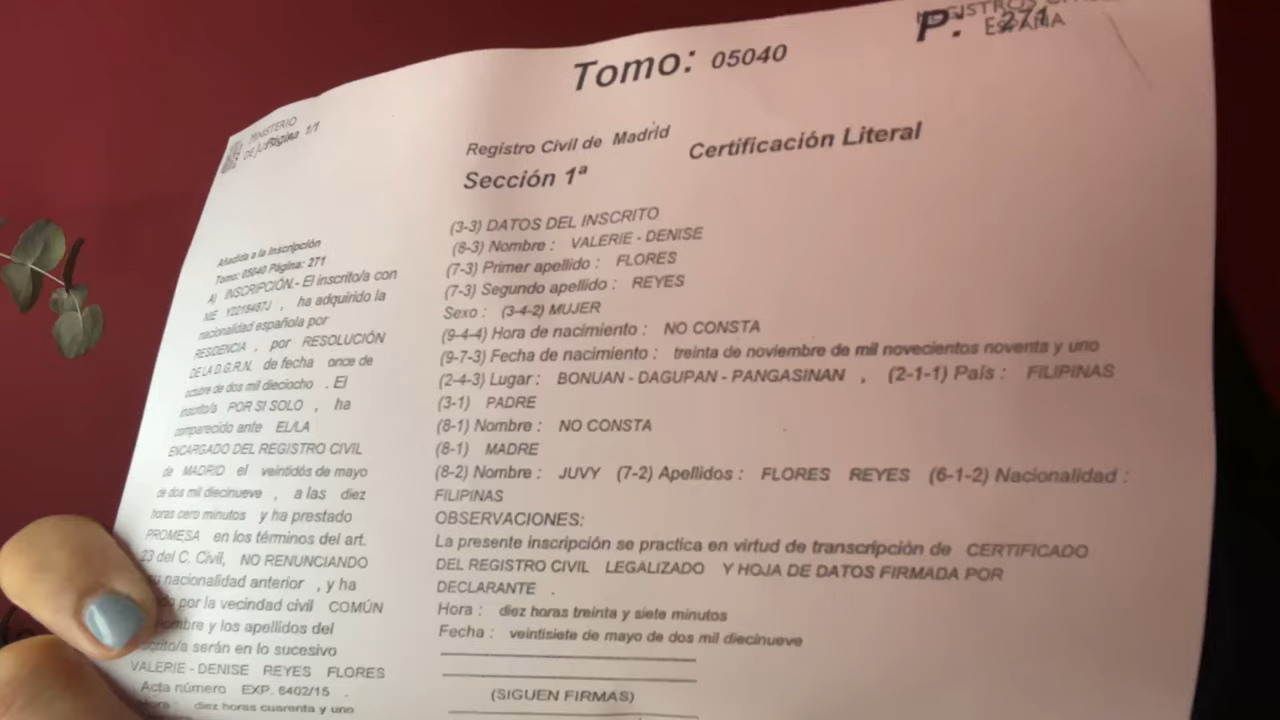 REGISTROS
P: 271
ESPAÑA
Tomo: 05040
MINISTERIO
DE
Página 1/1
Registro Civil de Madrid
Certificación Literal
Sección 1ª
(3-3) DATOS DEL INSCRITO
(8-3) Nombre : VALERIE - DENISE
(7-3) Primer apellido : FLORES
(7-3) Segundo apellido : REYES
Sexo : (3-4-2) MUJER
(9-4-4) Hora de nacimiento : NO CONSTA
(9-7-3) Fecha de nacimiento : treinta de noviembre de mil novecientos noventa y uno
(2-4-3) Lugar : BONUAN - DAGUPAN - PANGASINAN , (2-1-1) País : FILIPINAS
(3-1) PADRE
(8-1) Nombre : NO CONSTA
(8-1) MADRE
(8-2) Nombre : JUVY (7-2) Apellidos : FLORES REYES (6-1-2) Nacionalidad :
FILIPINAS
OBSERVACIONES:
La presente inscripción se practica en virtud de transcripción de CERTIFICADO
DEL REGISTRO CIVIL LEGALIZADO Y HOJA DE DATOS FIRMADA POR
DECLARANTE .
Hora : diez horas treinta y siete minutos
Fecha : veintisiete de mayo de dos mil diecinueve
(SIGUEN FIRMAS)
Añadida a la Inscripción
Tomo: 05040 Página: 271
A) INSCRIPCIÓN.- El inscrito/a con
NIE Y2218487J , ha adquirido la
nacionalidad española por
RESIDENCIA , por RESOLUCIÓN
DE LA D.G.R.N. de fecha once de
octubre de dos mil dieciocho . El
inscrito/a POR SI SOLO , ha
comparecido ante EL/LA
ENCARGADO DEL REGISTRO CIVIL
de MADRID el veintidós de mayo
de dos mil diecinueve , a las diez
horas cero minutos y ha prestado
PROMESA en los términos del art.
23 del C. Civil, NO RENUNCIANDO
nacionalidad anterior , y ha
por la vecindad civil COMÚN
y los apellidos del
serán en lo sucesivo
VALERIE - DENISE REYES FLORES
Acta número EXP. 6402/15 .
Hora : diez horas cuarenta y uno